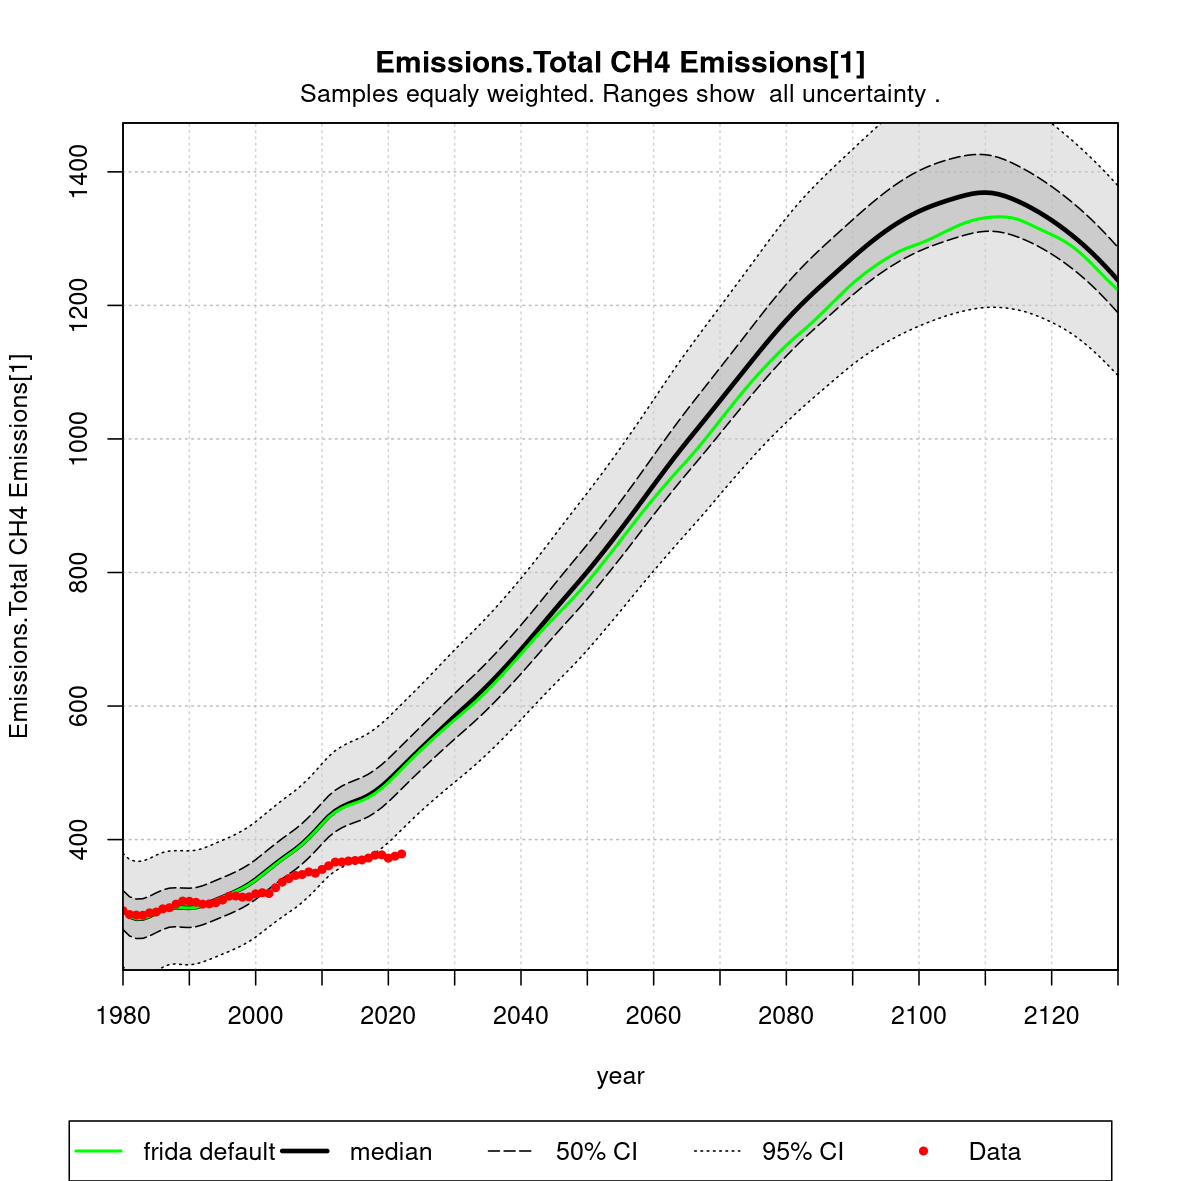 Emissions.Total CH4 Emissions[1]
Samples equaly weighted. Ranges show  all uncertainty .
Emissions.Total CH4 Emissions[1]
1400
1200
1000
800
600
400
1980 2000 2020 2040 2060 2080 2100 2120
year
frida default median 50% CI 95% CI Data